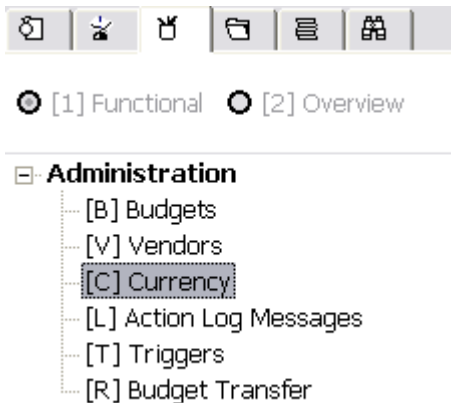 [1] Functional [2] Overview
Administration
[B] Budgets
[V] Vendors
[C] Currency
[L] Action Log Messages
[T] Triggers
[R] Budget Transfer